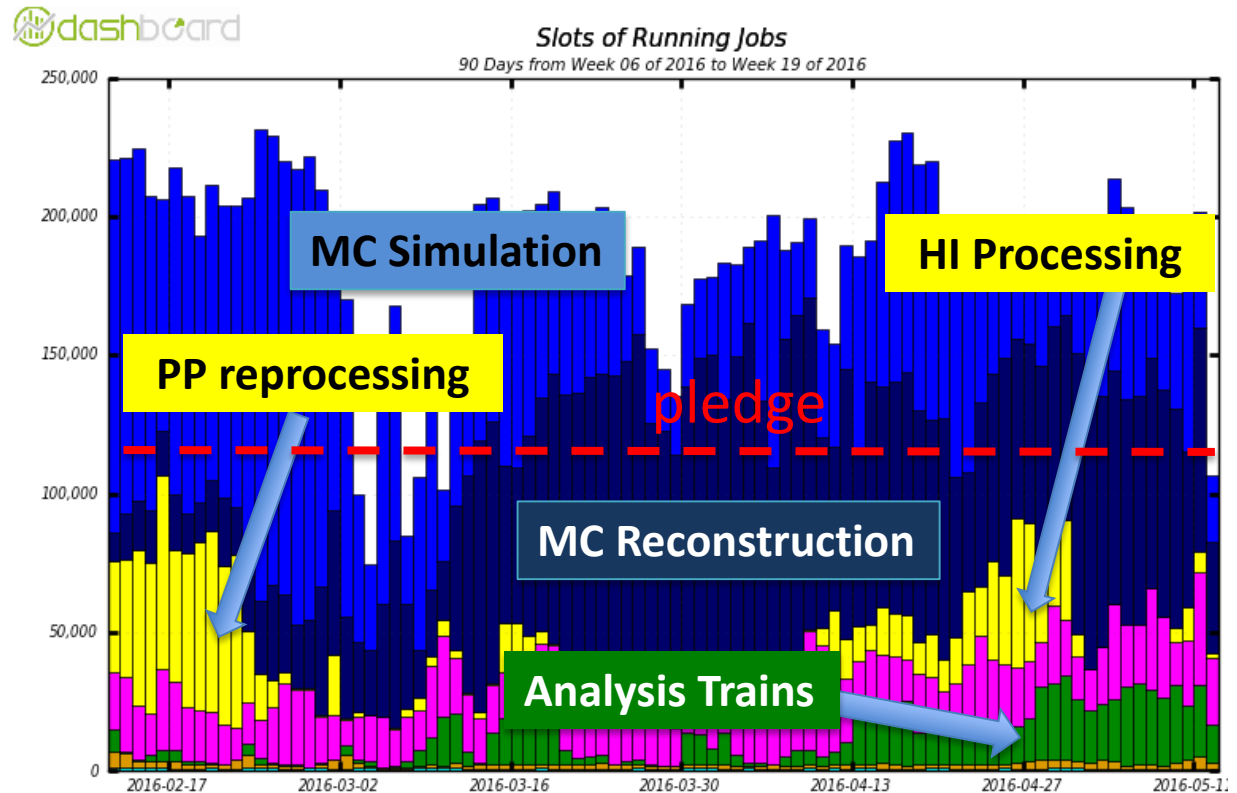 dashboard
Slots of Running Jobs
90 Days from Week 06 of 2016 to Week 19 of 2016
250,000
200,000
MC Simulation
HI Processing
150,000
PP reprocessing
pledge
100,000
MC Reconstruction
50,000
Analysis Trains
0
2016-02-17 2016-03-02 2016-03-16 2016-03-30 2016-04-13 2016-04-27 2016-05-11